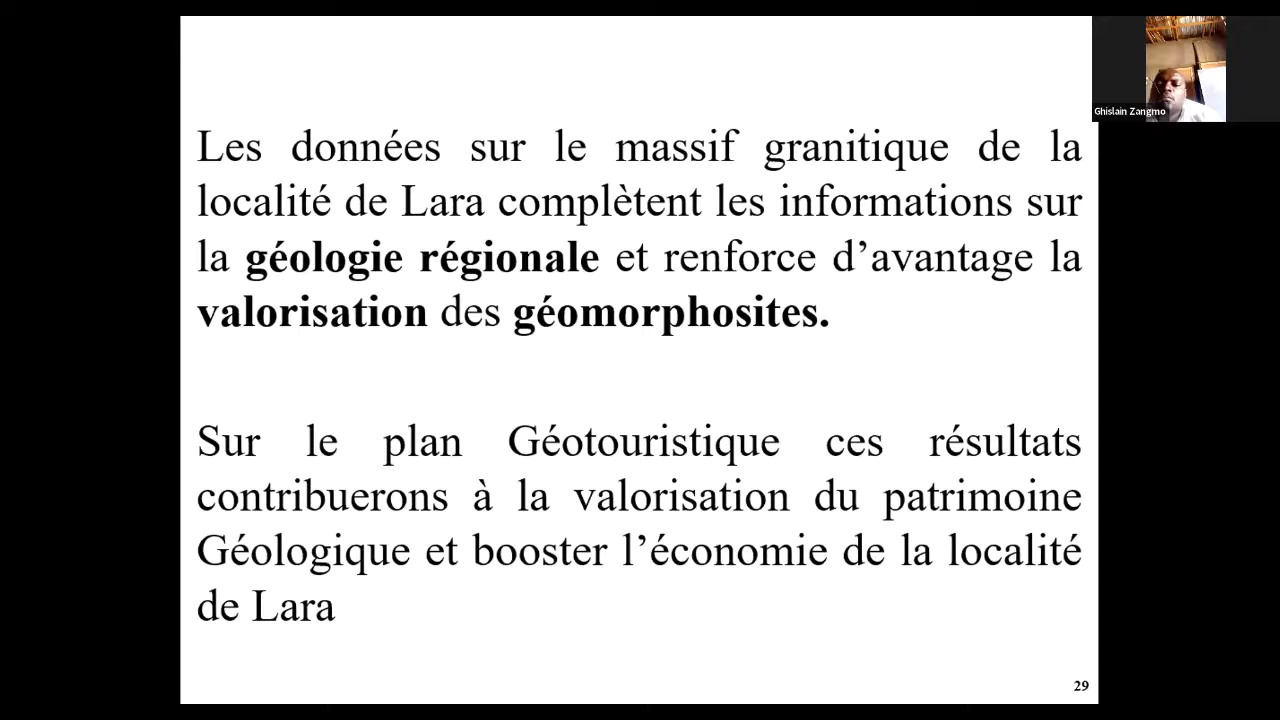 Ghislain Zangmo
Les données sur le massif granitique de la
localité de Lara complètent les informations sur
la géologie régionale et renforce d’avantage la
valorisation des géomorphosites.
Sur le plan Géotouristique ces résultats
contribuerons à la valorisation du patrimoine
Géologique et booster l’économie de la localité
de Lara
29